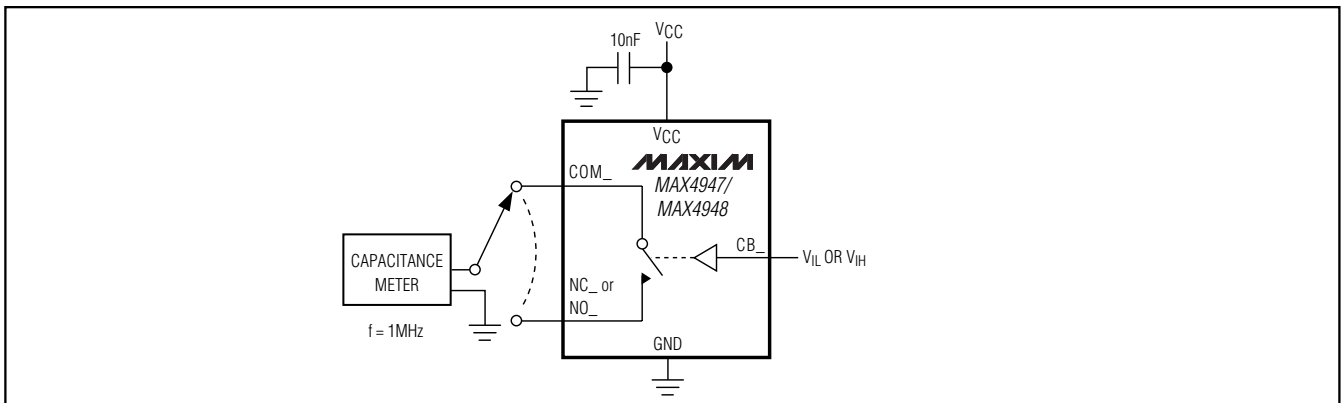 10nF
VCC
VCC
MAXIM
MAX4947/
MAX4948
COM_
CB_
VIL OR VIH
CAPACITANCE
METER
NC_ or
NO_
f = 1MHz
GND